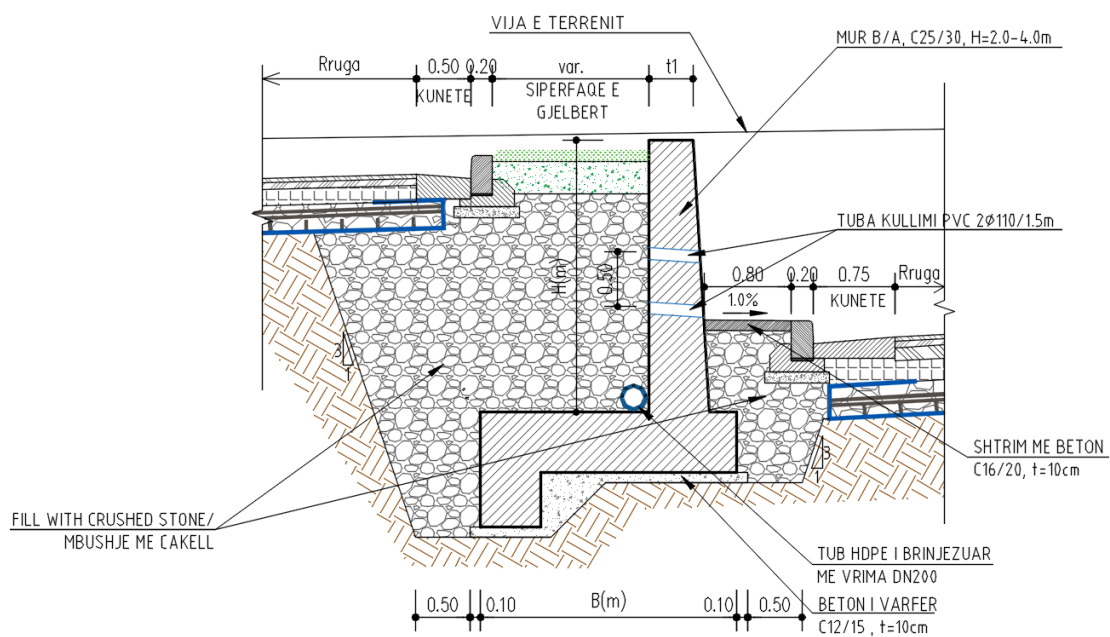 VIJA E TERRENIT
MUR B/A, C25/30, H=2.0-4.0m
Rruga
0.50
0.20
var.
t1
KUNETE
SIPERFAQE E
GJELBERT
TUBA KULLIMI PVC 2φ110/1.5m
H(m)
0.50
0.80
0.20
0.75
Rruga
1.0%
KUNETE
3
1
3
1
SHTRIM ME BETON
C16/20, t=10cm
FILL WITH CRUSHED STONE/
MBUSHJE ME CAKELL
TUB HDPE I BRINJEZUAR
ME VRIMA DN200
0.50
0.10
B(m)
0.10
0.50
BETON I VARFER
C12/15 , t=10cm